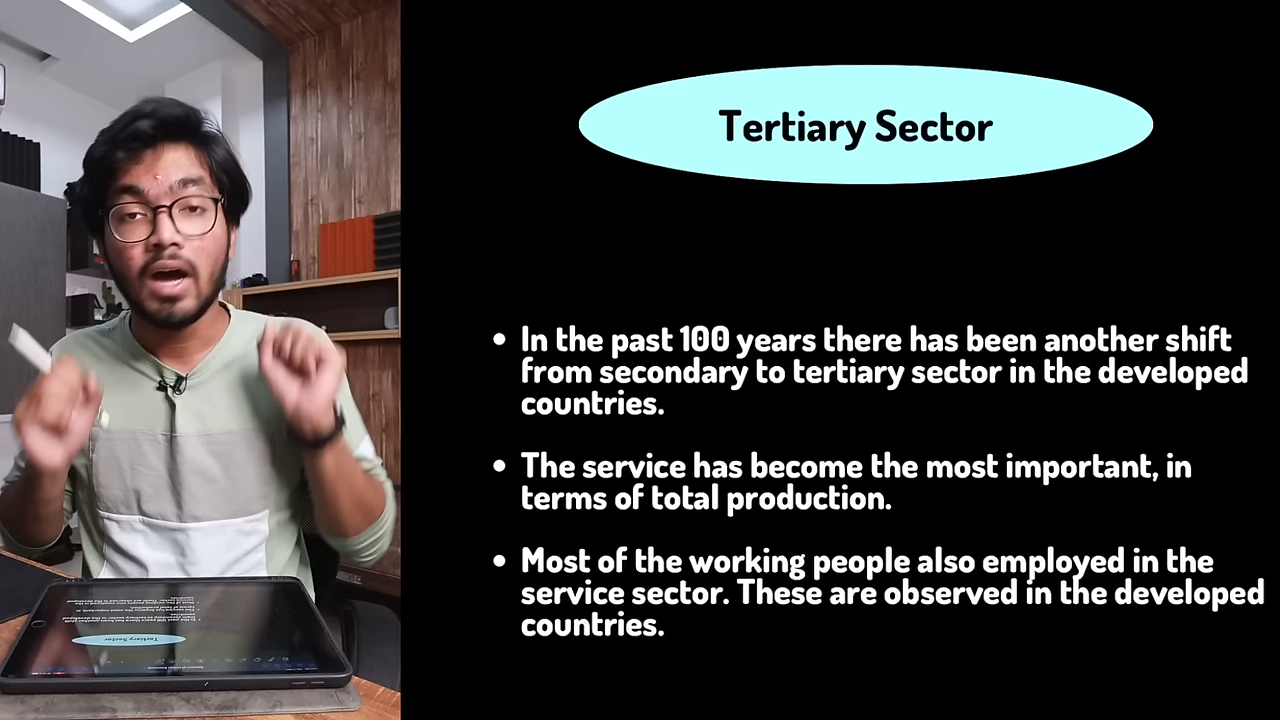 Tertiary Sector
In the past 100 years there has been another shift
from secondary to tertiary sector in the developed
countries.
The service has become the most important, in
terms of total production.
Most of the working people also employed in the
service sector. These are observed in the developed
countries.